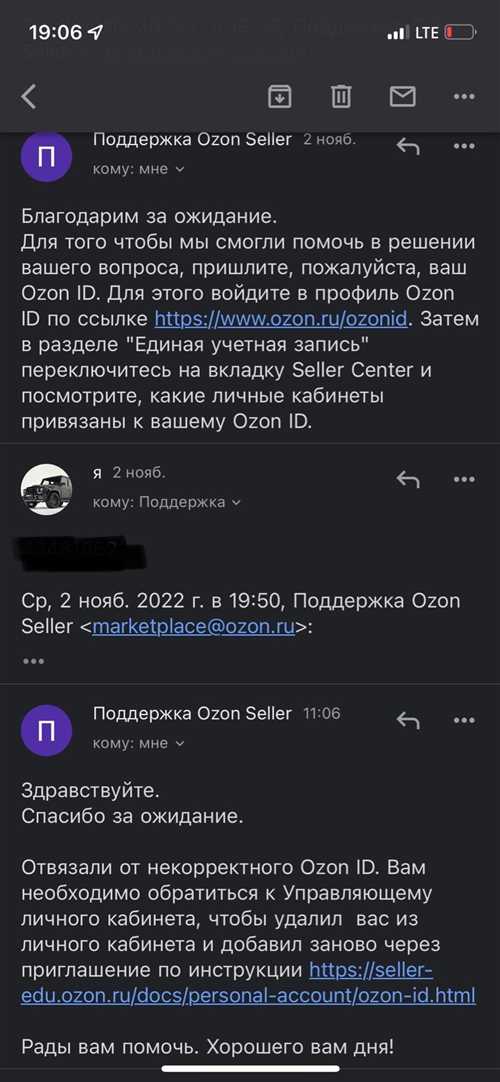 19:06 LTE
Поддержка Ozon Seller 2 нояб.
П
кому: мне
Благодарим за ожидание.
Для того чтобы мы смогли помочь в решении
вашего вопроса, пришлите, пожалуйста, ваш
Ozon ID. Для этого войдите в профиль Ozon
ID по ссылке https://www.ozon.ru/ozonid. Затем
в разделе "Единая учетная запись"
переключитесь на вкладку Seller Center и
посмотрите, какие личные кабинеты
привязаны к вашему Ozon ID.
я 2 нояб.
кому: Поддержка
Ср, 2 нояб. 2022 г. в 19:50, Поддержка Ozon
Seller <marketplace@ozon.ru>:
Поддержка Ozon Seller 11:06
П
кому: мне
Здравствуйте.
Спасибо за ожидание.
Отвязали от некорректного Ozon ID. Вам
необходимо обратиться к Управляющему
личного кабинета, чтобы удалил вас из
личного кабинета и добавил заново через
приглашение по инструкции https://seller-
edu.ozon.ru/docs/personal-account/ozon-id.html
Рады вам помочь. Хорошего вам дня!